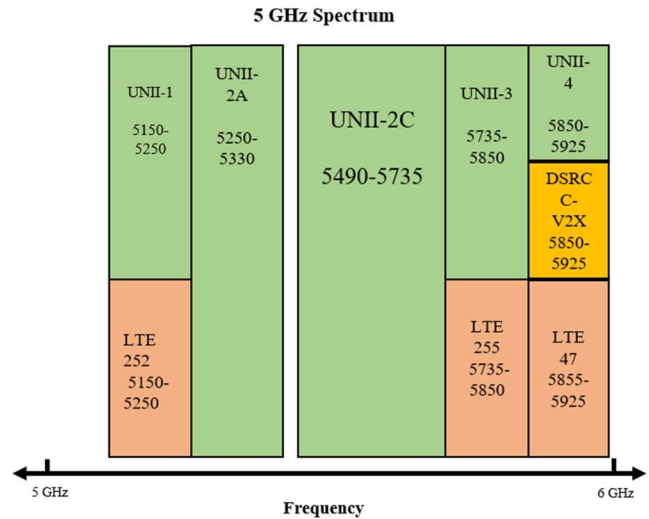 5 GHz Spectrum
UNII-1
5150-
5250
UNII-
2A
5250-
5330
UNII-2C
5490-5735
UNII-3
5735-
5850
UNII-
4
5850-
5925
DSRC
C-
V2X
5850-
5925
LTE
252
5150-
5250
LTE
255
5735-
5850
LTE
47
5855-
5925
5 GHz
6 GHz
Frequency